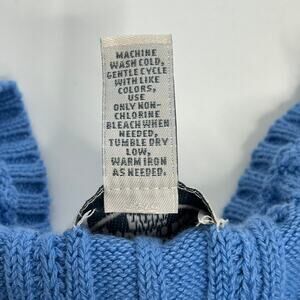 MACHINE
WASH COLD,
GENTLE CYCLE
WITH LIKE
COLORS,
USE
ONLY NON-
CHLORINE
BLEACH WHEN
NEEDED,
TUMBLE DRY
LOW,
WARM IRON
AS NEEDED.